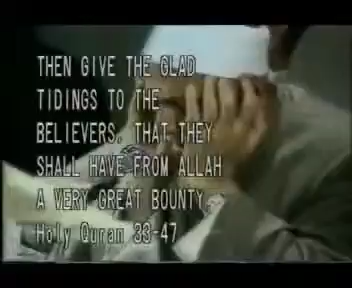 THEN GIVE THE GLAD
TIDINGS TO THE
BELIEVERS, THAT THEY
SHALL HAVE FROM ALLAH
A VERY GREAT BOUNTY.
Holy Quran 33-47